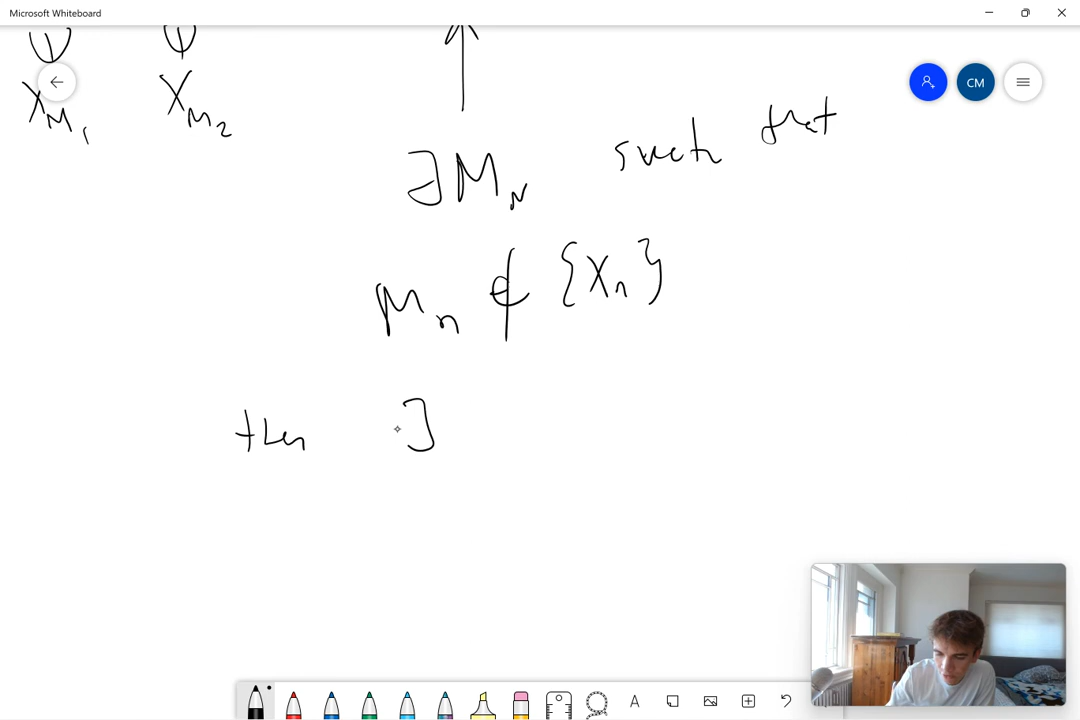 Microsoft Whiteboard
X_{M_1} X_{M_2}
CM
such that
∃M_N
M_n ∉ {X_n}
then ∃
A